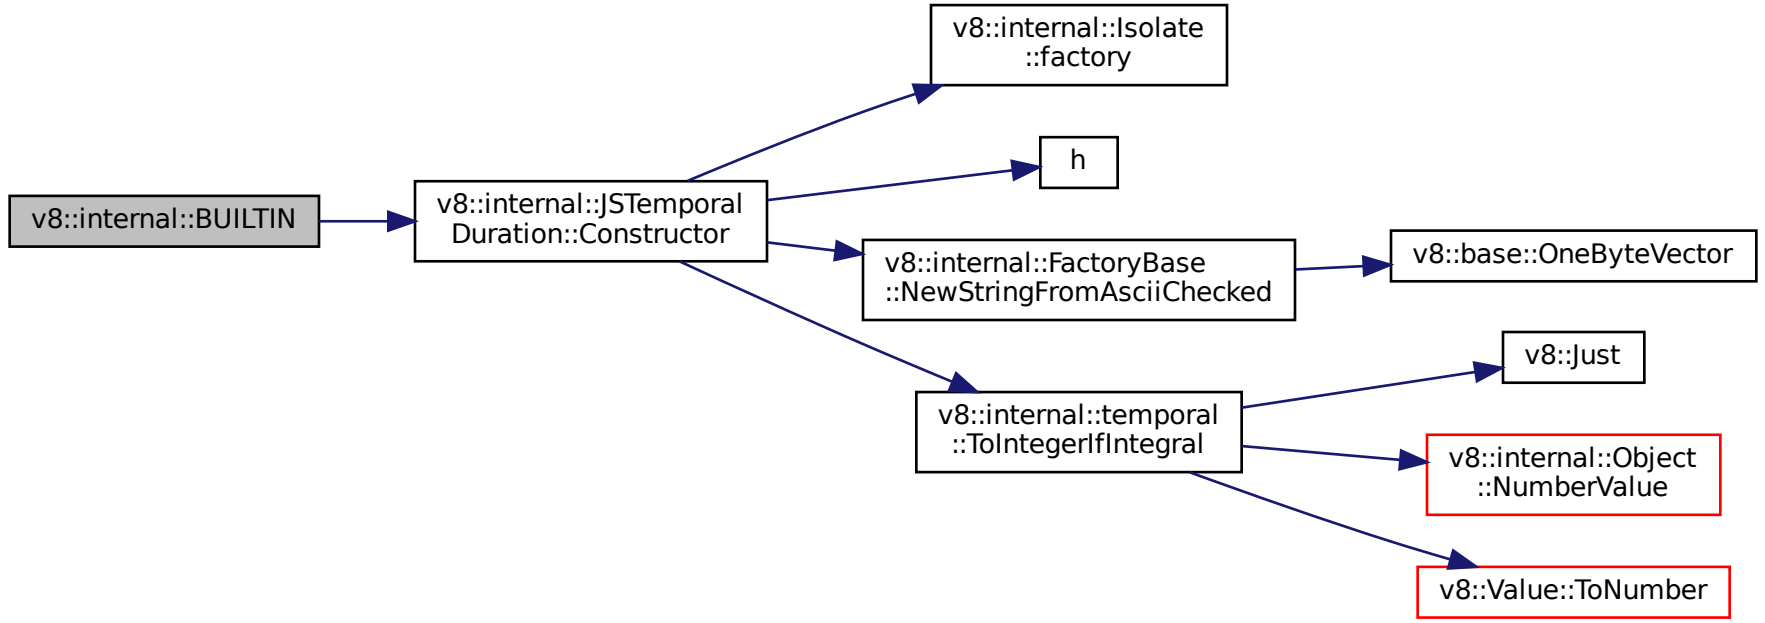 v8::internal::BUILTIN
v8::internal::JSTemporal
Duration::Constructor
v8::internal::Isolate
::factory
h
v8::internal::FactoryBase
::NewStringFromAsciiChecked
v8::base::OneByteVector
v8::internal::temporal
::ToIntegerIfIntegral
v8::Just
v8::internal::Object
::NumberValue
v8::Value::ToNumber